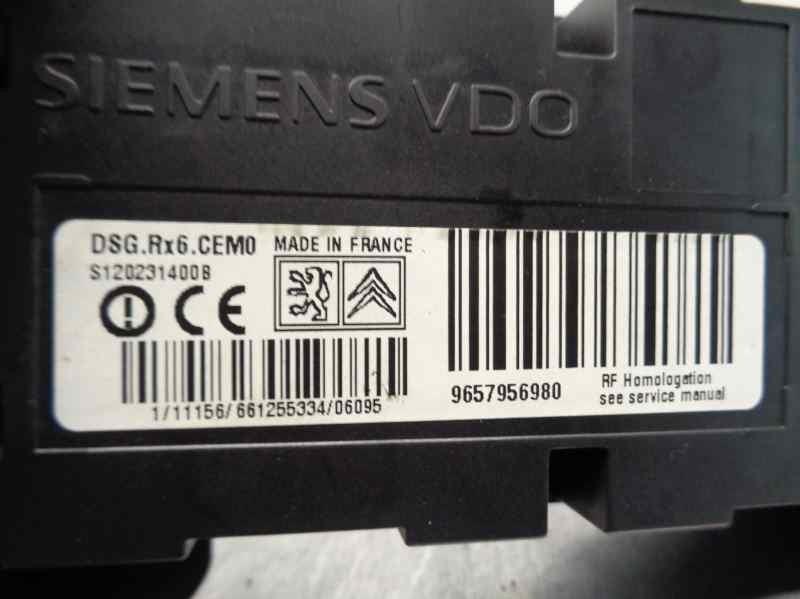 SIEMENS VDO
DSG.Rx6.CEM0 MADE IN FRANCE
S120231400B
CE
1/11156/661255334/06095
9657956980
RF Homologation
see service manual